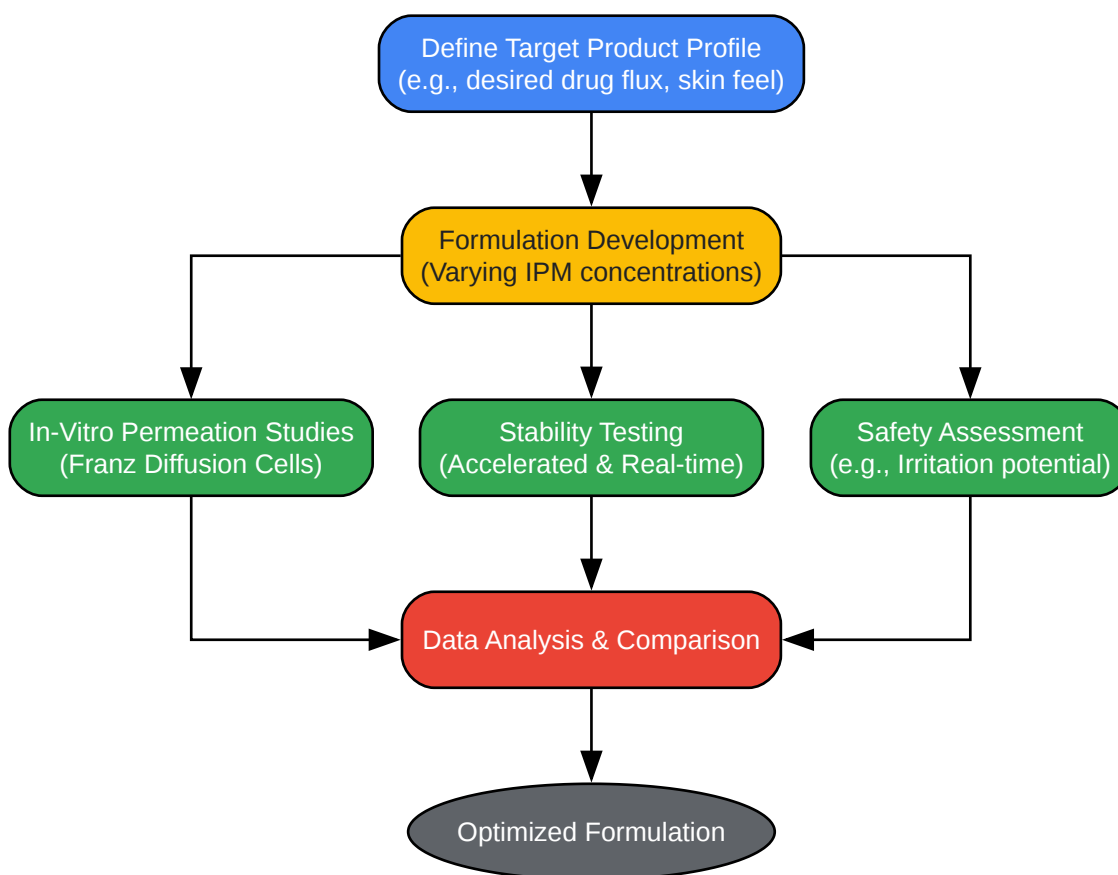 Define Target Product Profile
(e.g., desired drug flux, skin feel)
Formulation Development
(Varying IPM concentrations)
In-Vitro Permeation Studies
(Franz Diffusion Cells)
Stability Testing
(Accelerated & Real-time)
Safety Assessment
(e.g., Irritation potential)
Data Analysis & Comparison
Optimized Formulation